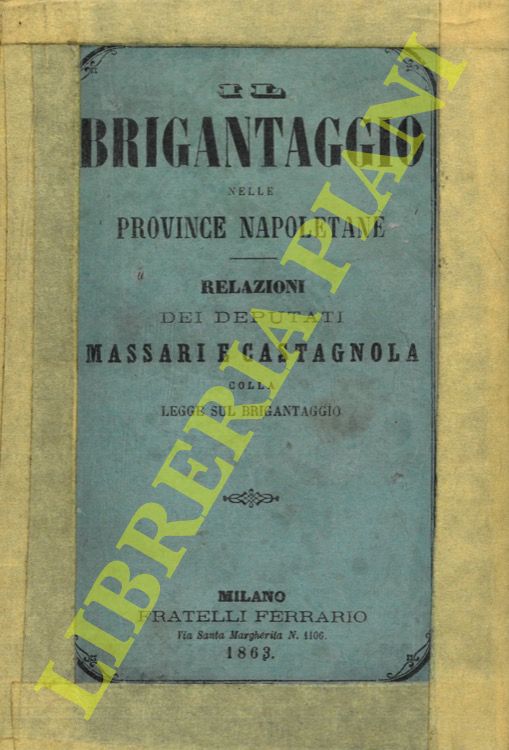 IL
BRIGANTAGGIO
NELLE
PROVINCE NAPOLETANE
RELAZIONI
DEI DEPUTATI
MASSARI E CASTAGNOLA
COLLA
LEGGE SUL BRIGANTAGGIO
MILANO
FRATELLI FERRARIO
Via Santa Margherita N. 1106.
1863.
LIBRERIA PIANI